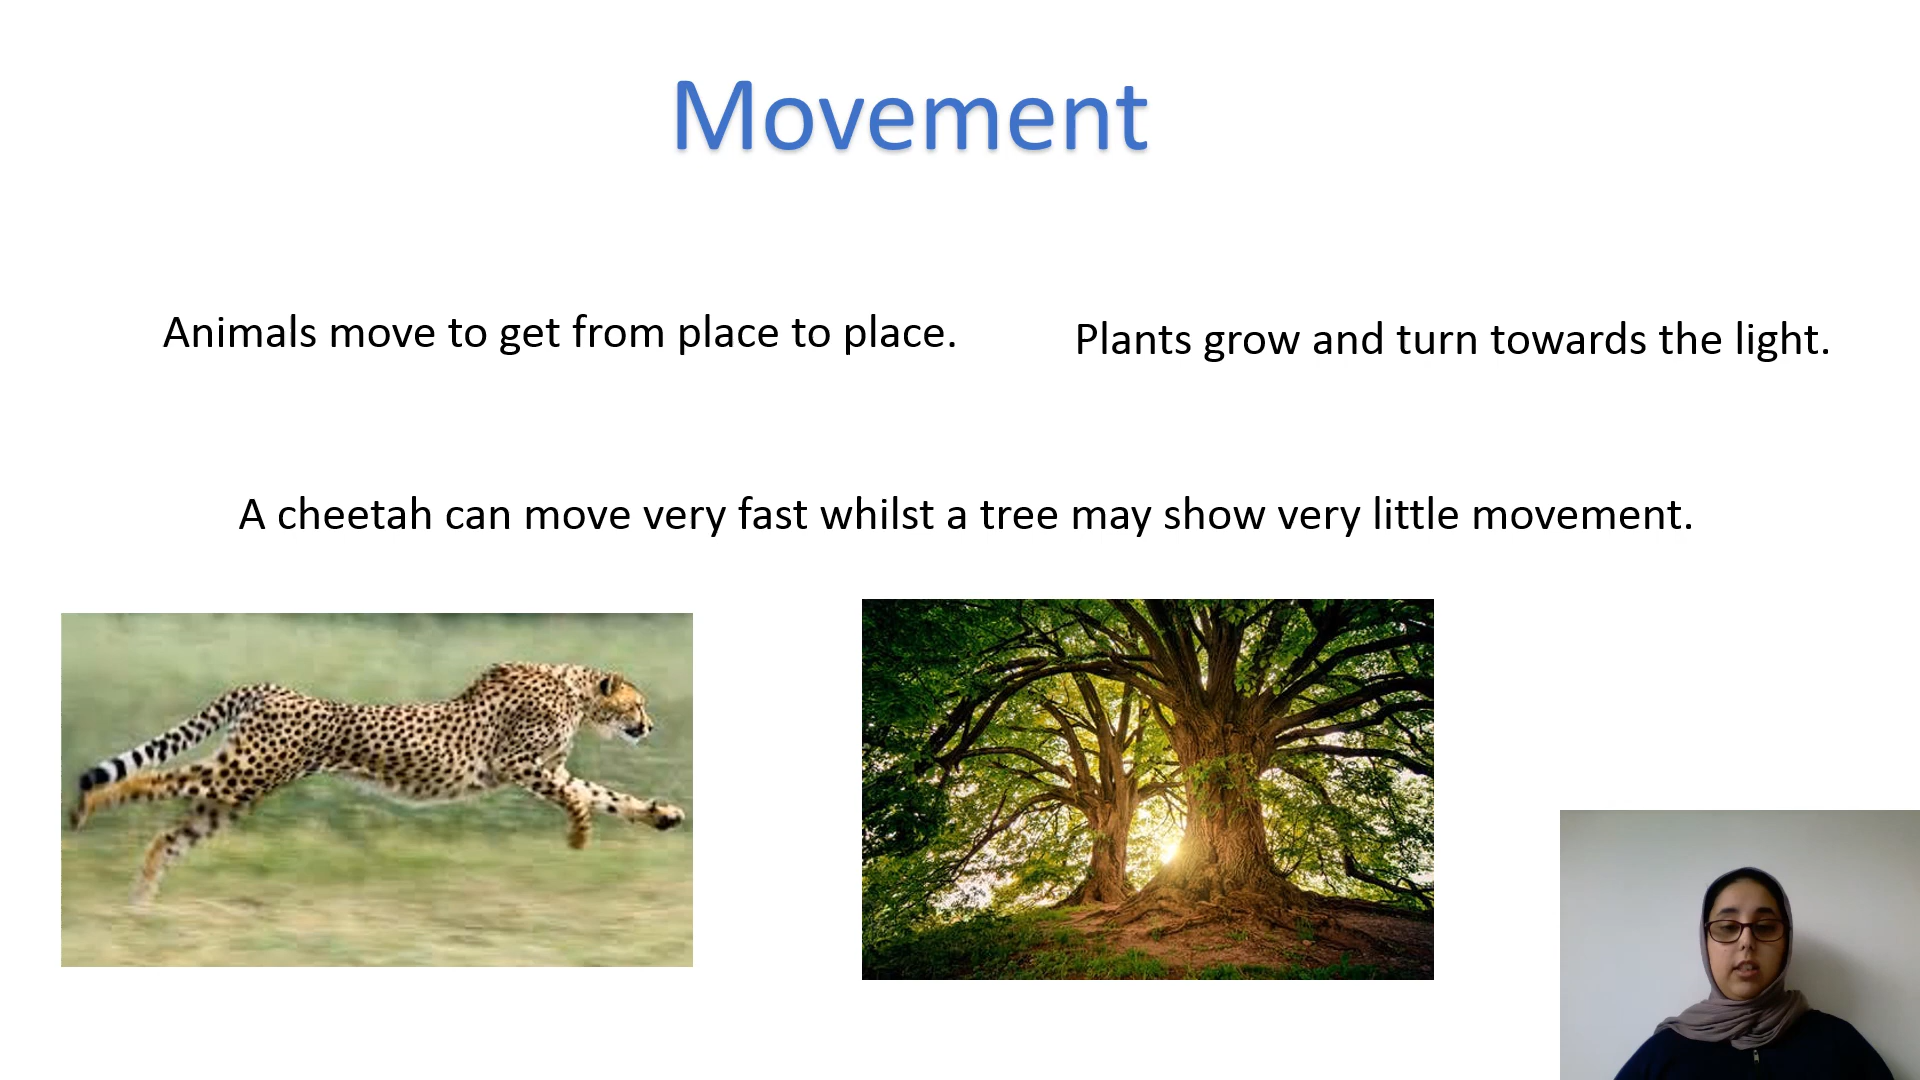 Movement
Animals move to get from place to place.
Plants grow and turn towards the light.
A cheetah can move very fast whilst a tree may show very little movement.